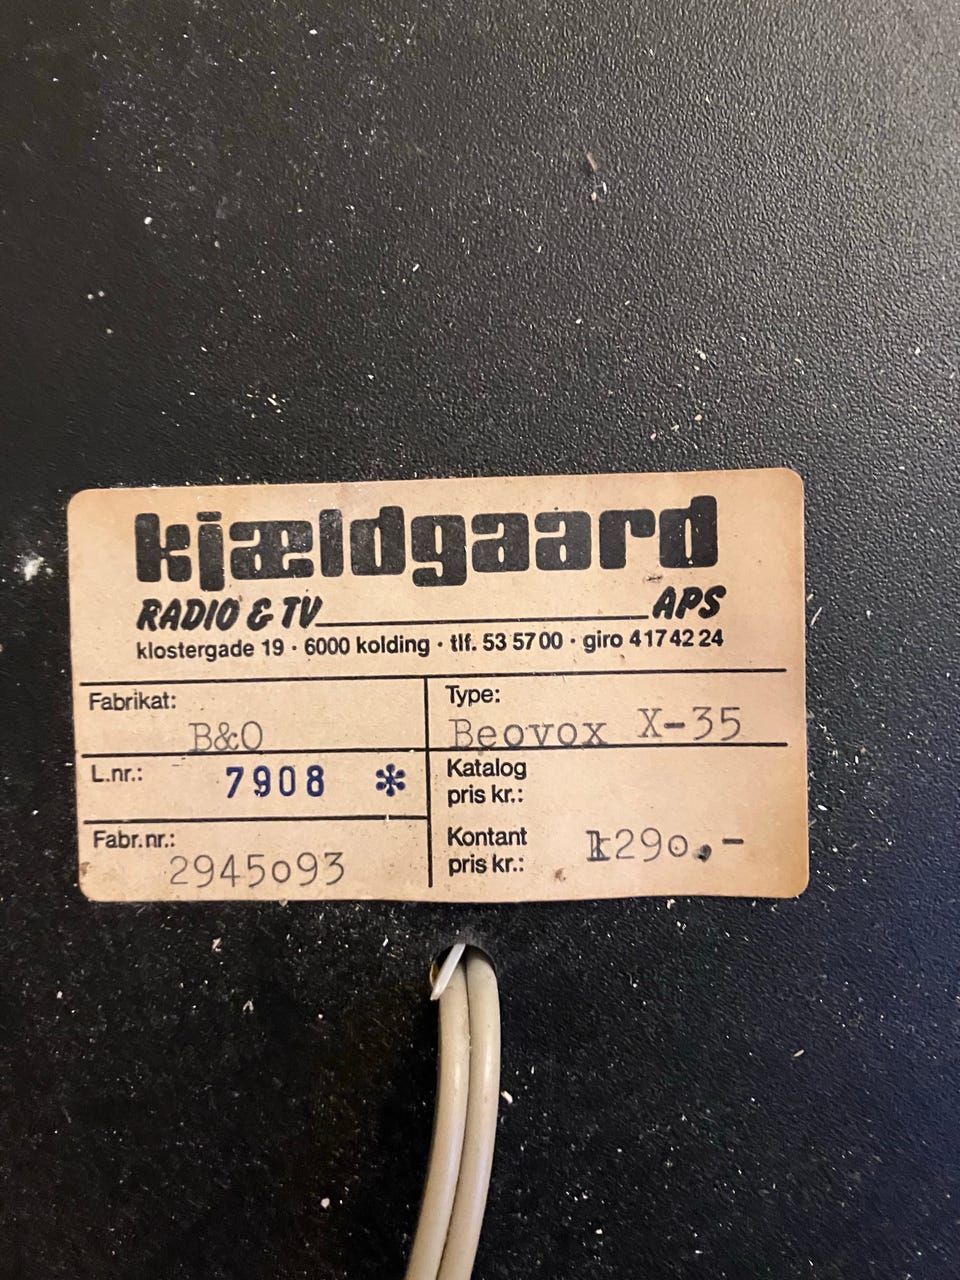 kjældgaard
RADIO & TV APS
klostergade 19 · 6000 kolding · tlf. 53 57 00 · giro 417 42 24
Fabrikat: B&O
Type: Beovox X-35
L.nr.: 7908 *
Katalog pris kr.:
Fabr.nr.: 2945093
Kontant pris kr.: 1290,-